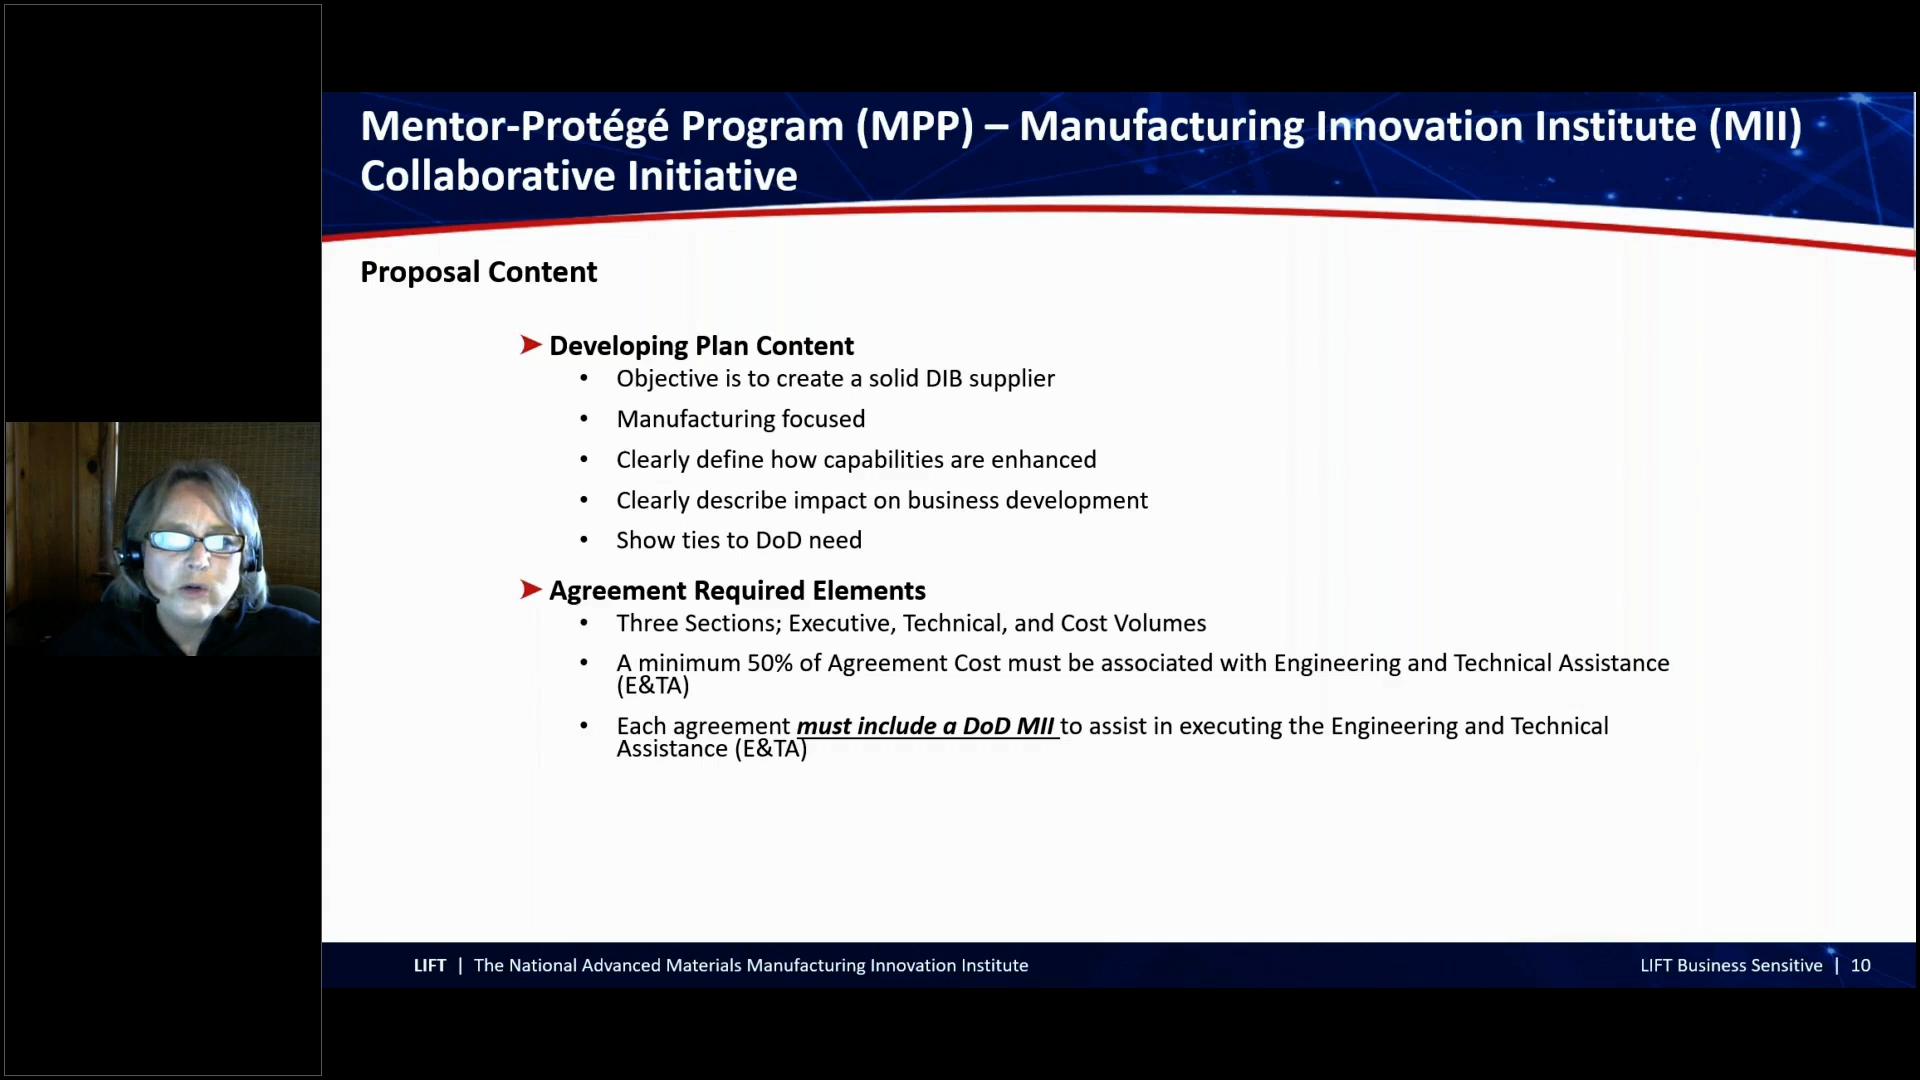 Mentor-Protégé Program (MPP) – Manufacturing Innovation Institute (MII)
Collaborative Initiative
Proposal Content
➤ Developing Plan Content
• Objective is to create a solid DIB supplier
• Manufacturing focused
• Clearly define how capabilities are enhanced
• Clearly describe impact on business development
• Show ties to DoD need
➤ Agreement Required Elements
• Three Sections; Executive, Technical, and Cost Volumes
• A minimum 50% of Agreement Cost must be associated with Engineering and Technical Assistance
(E&TA)
• Each agreement must include a DoD MII to assist in executing the Engineering and Technical
Assistance (E&TA)
LIFT | The National Advanced Materials Manufacturing Innovation Institute
LIFT Business Sensitive | 10